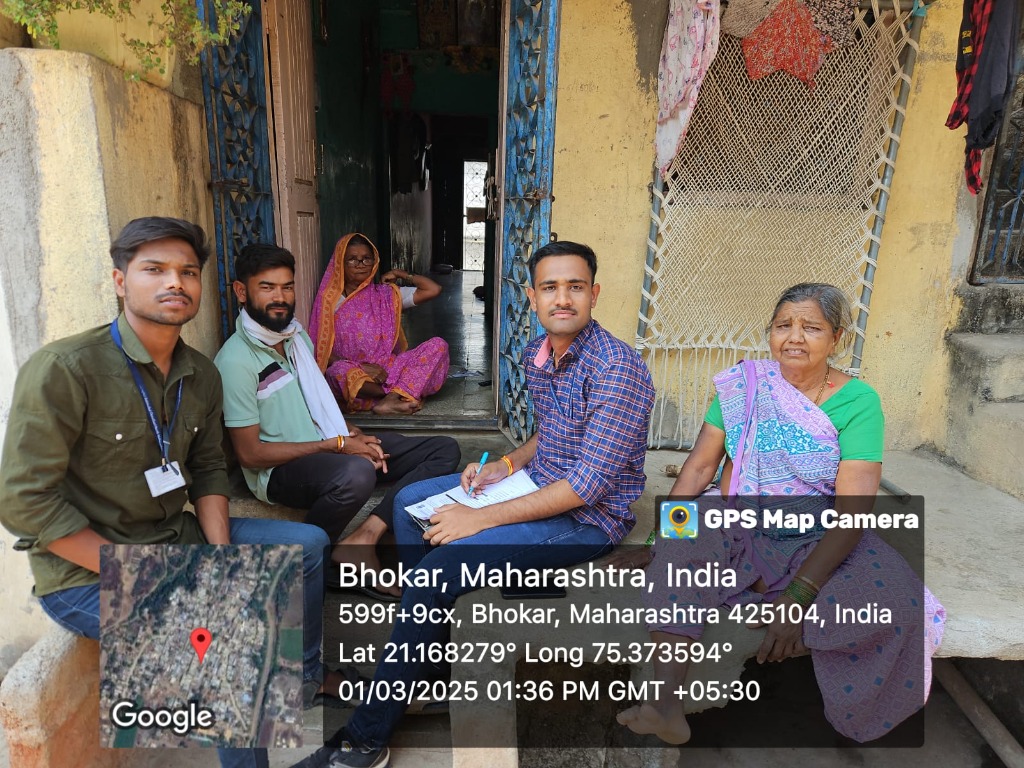 GPS Map Camera
Bhokar, Maharashtra, India
599f+9cx, Bhokar, Maharashtra 425104, India
Lat 21.168279° Long 75.373594°
01/03/2025 01:36 PM GMT +05:30
Google